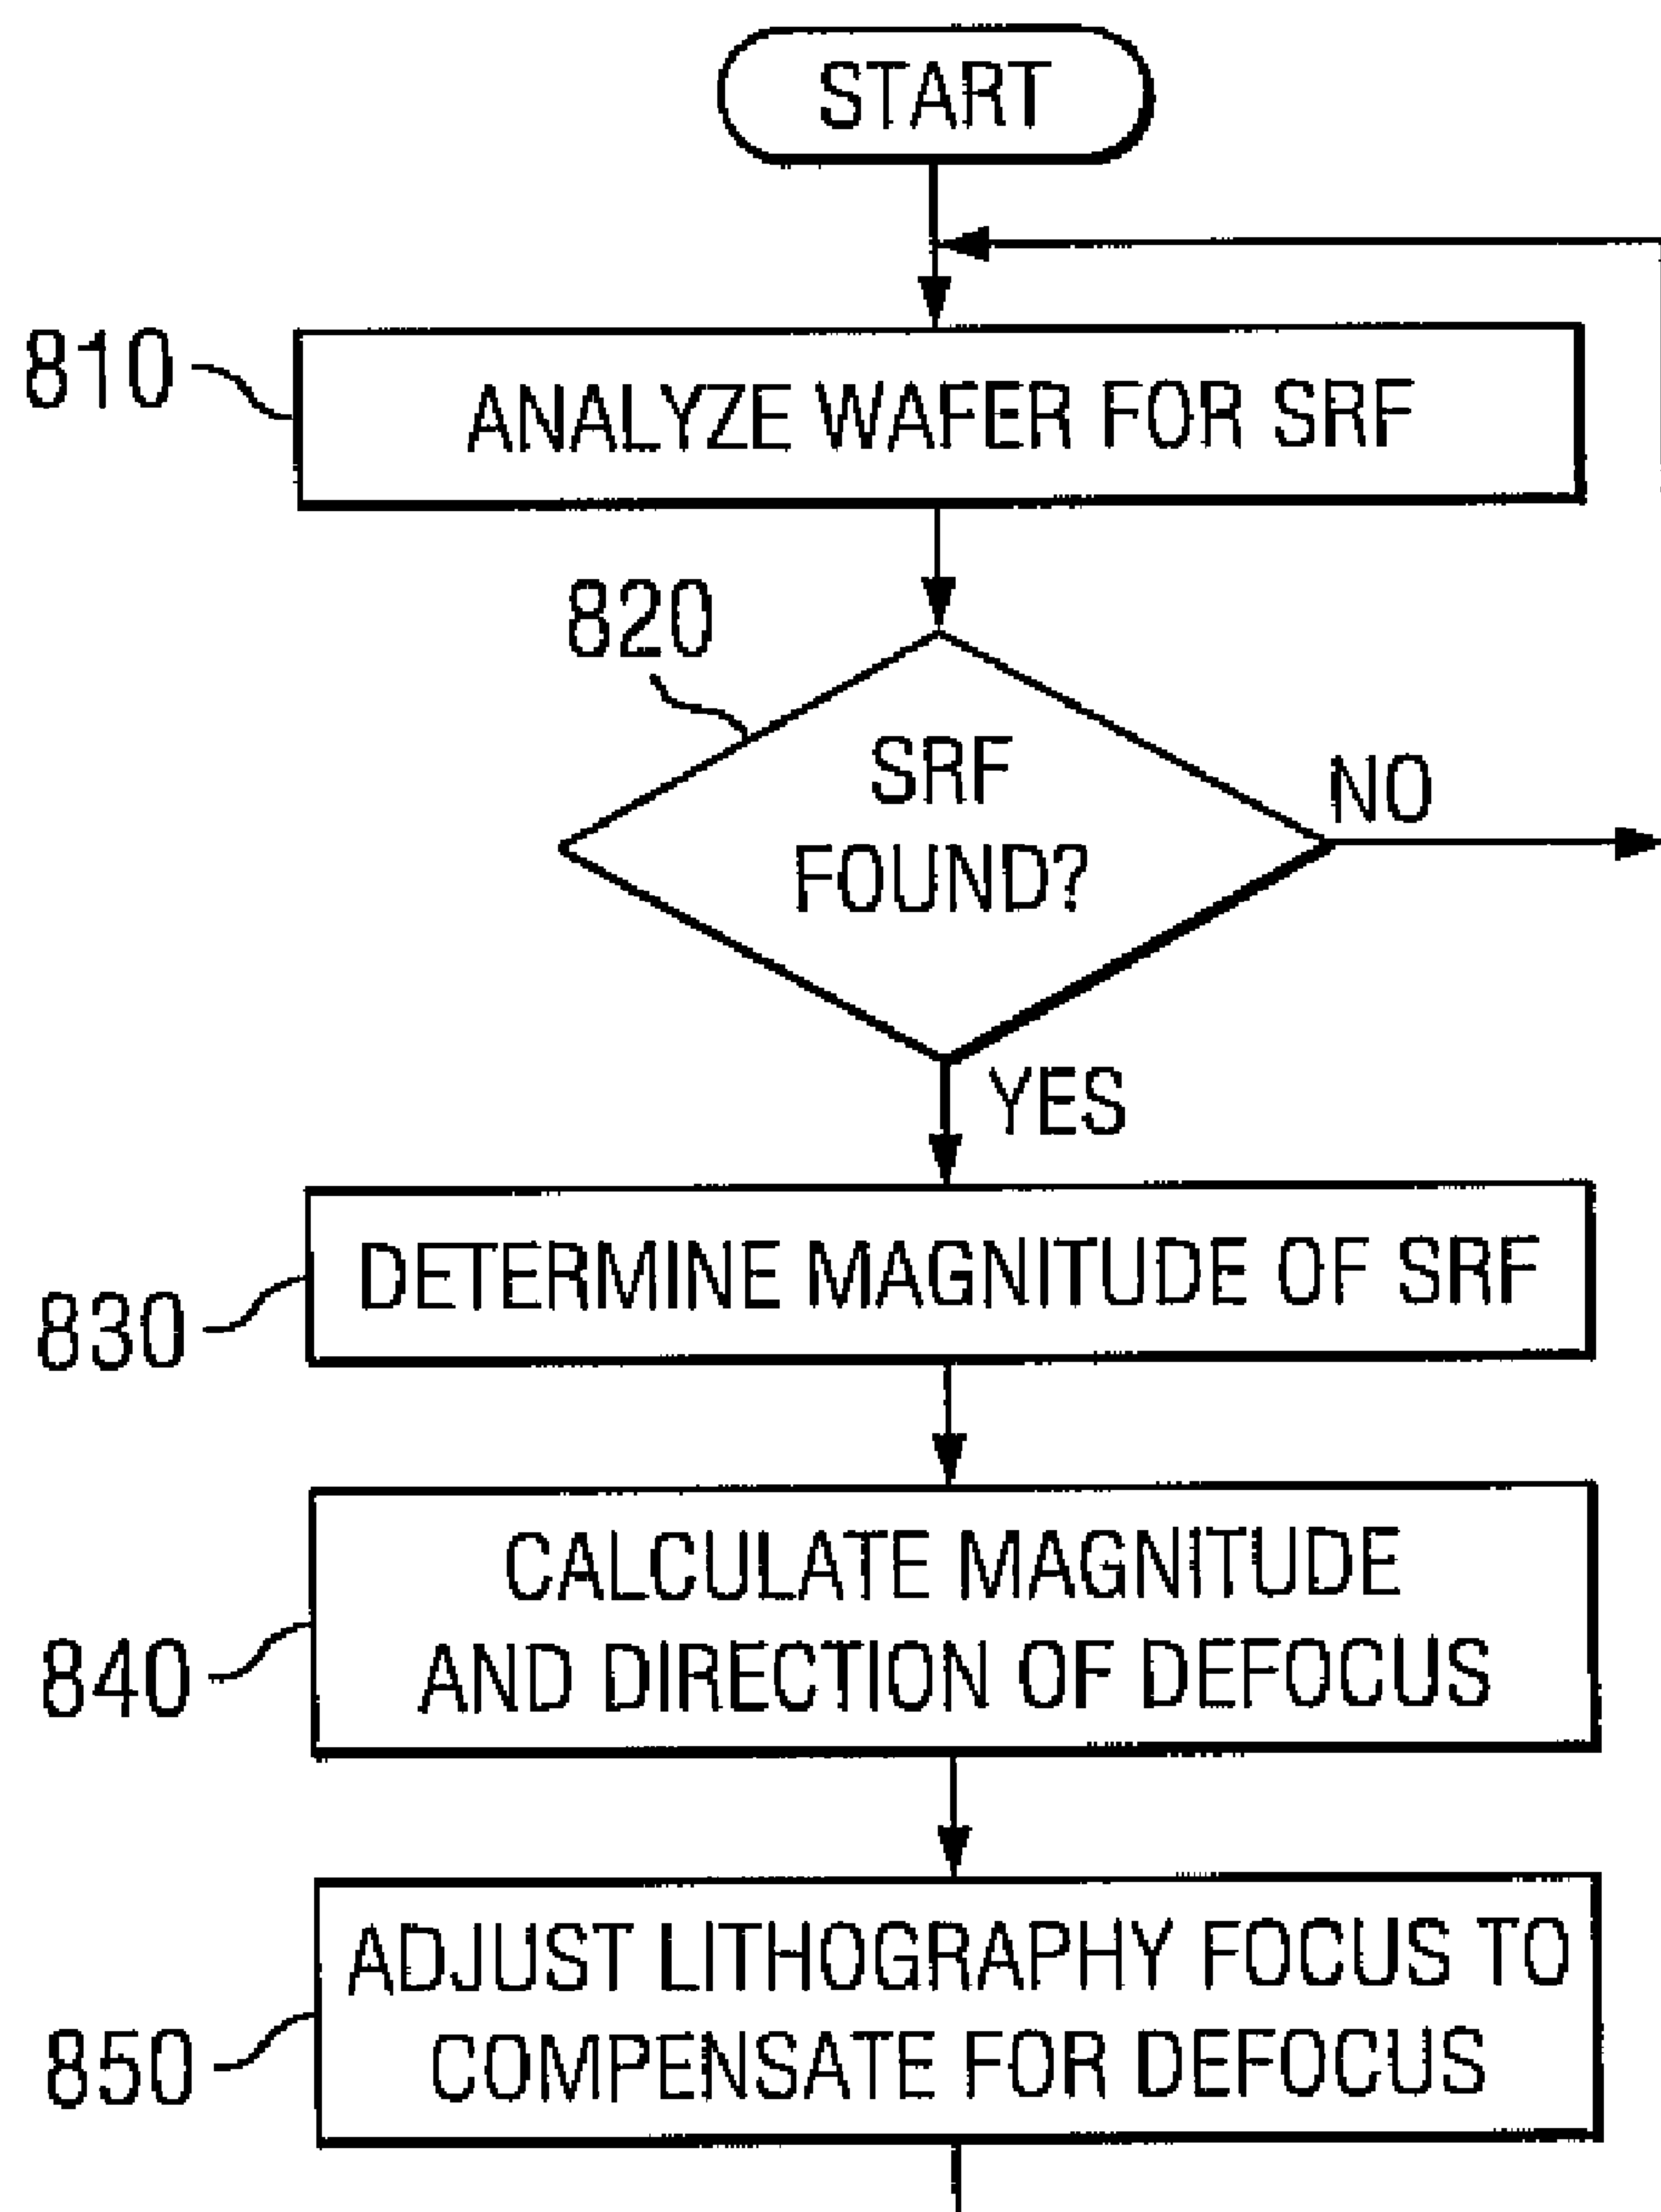 START
810
ANALYZE WAFER FOR SRF
820
SRF
FOUND?
NO
YES
DETERMINE MAGNITUDE OF SRF
830
CALCULATE MAGNITUDE
AND DIRECTION OF DEFOCUS
840
ADJUST LITHOGRAPHY FOCUS TO
COMPENSATE FOR DEFOCUS
850